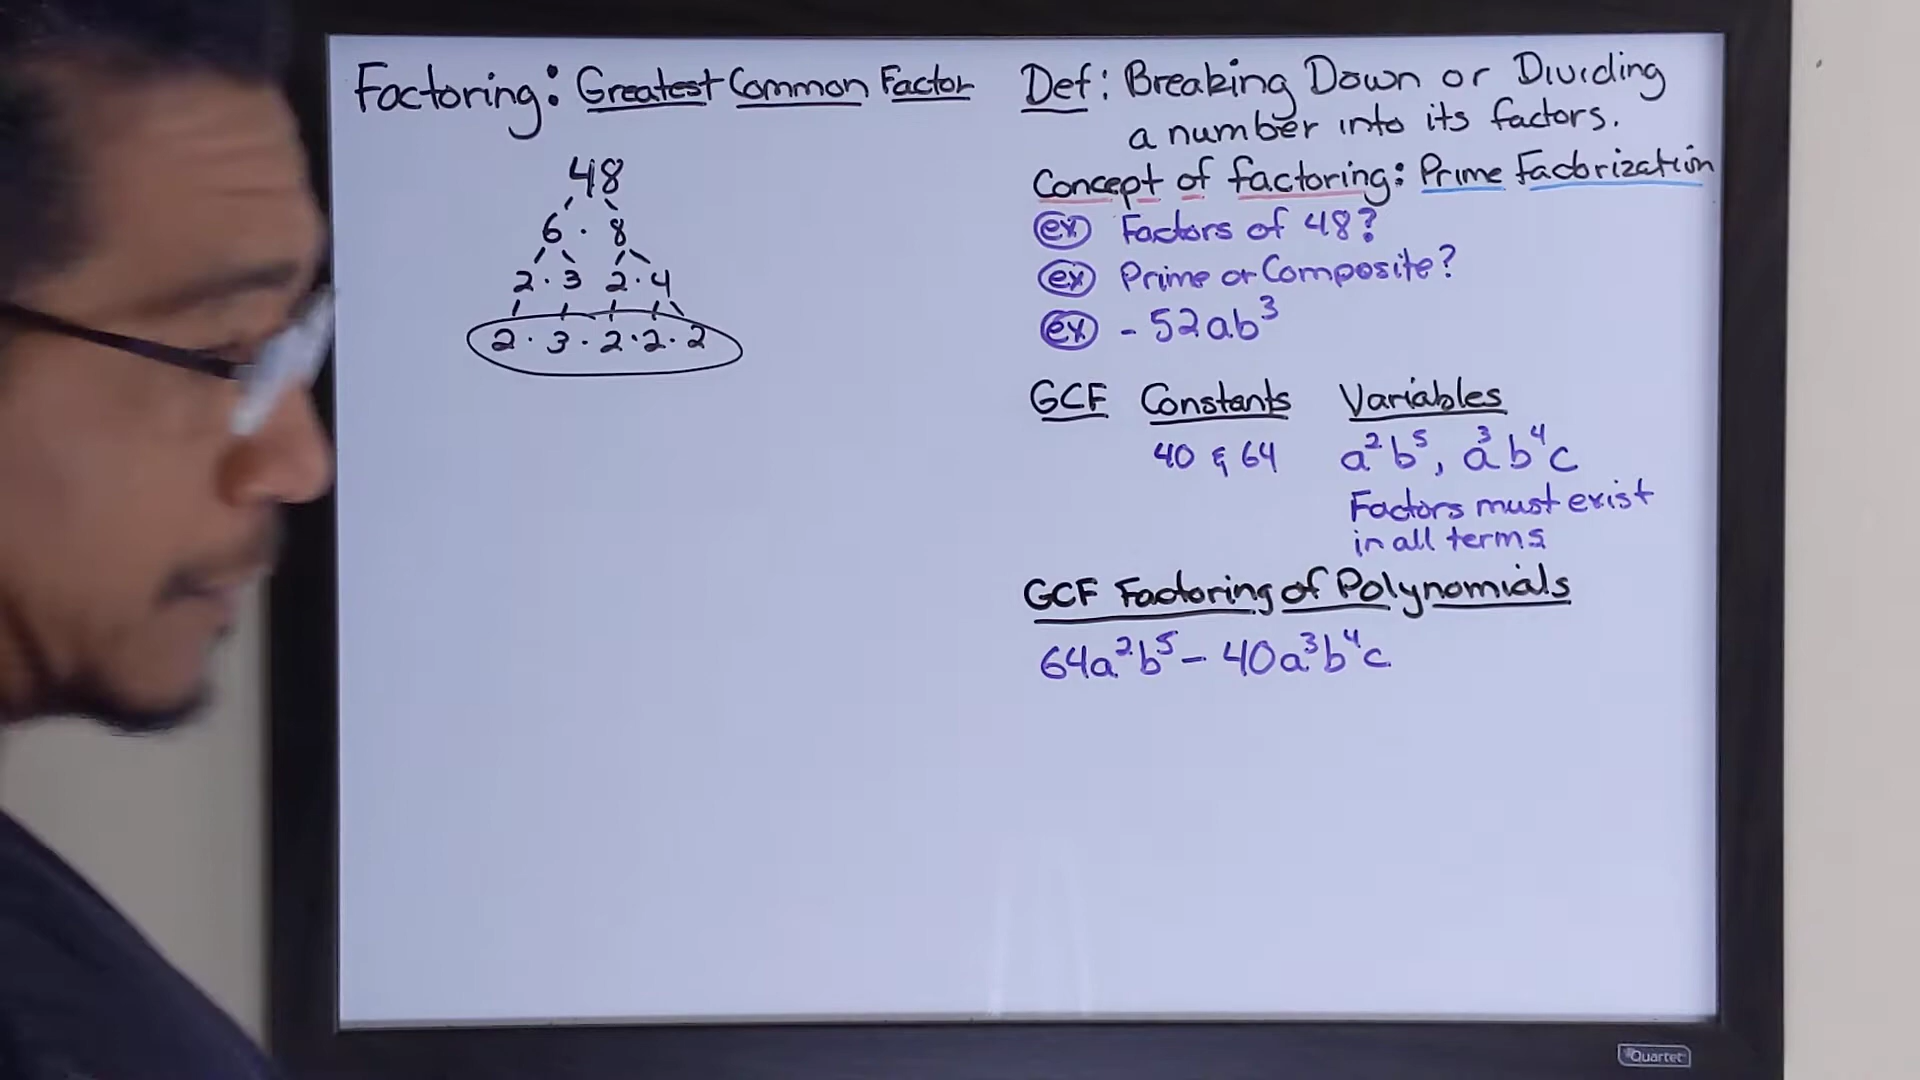 Factoring: Greatest Common Factor
48
6 · 8
2 · 3 2 · 4
2 · 3 · 2 · 2 · 2
Def: Breaking Down or Dividing
a number into its factors.
Concept of factoring: Prime Factorization
ex Factors of 48?
ex Prime or Composite?
ex - 52ab³
GCF Constants Variables
40 & 64 a²b⁵, a³b⁴c
Factors must exist
in all terms
GCF Factoring of Polynomials
64a²b⁵ - 40a³b⁴c
Quartet